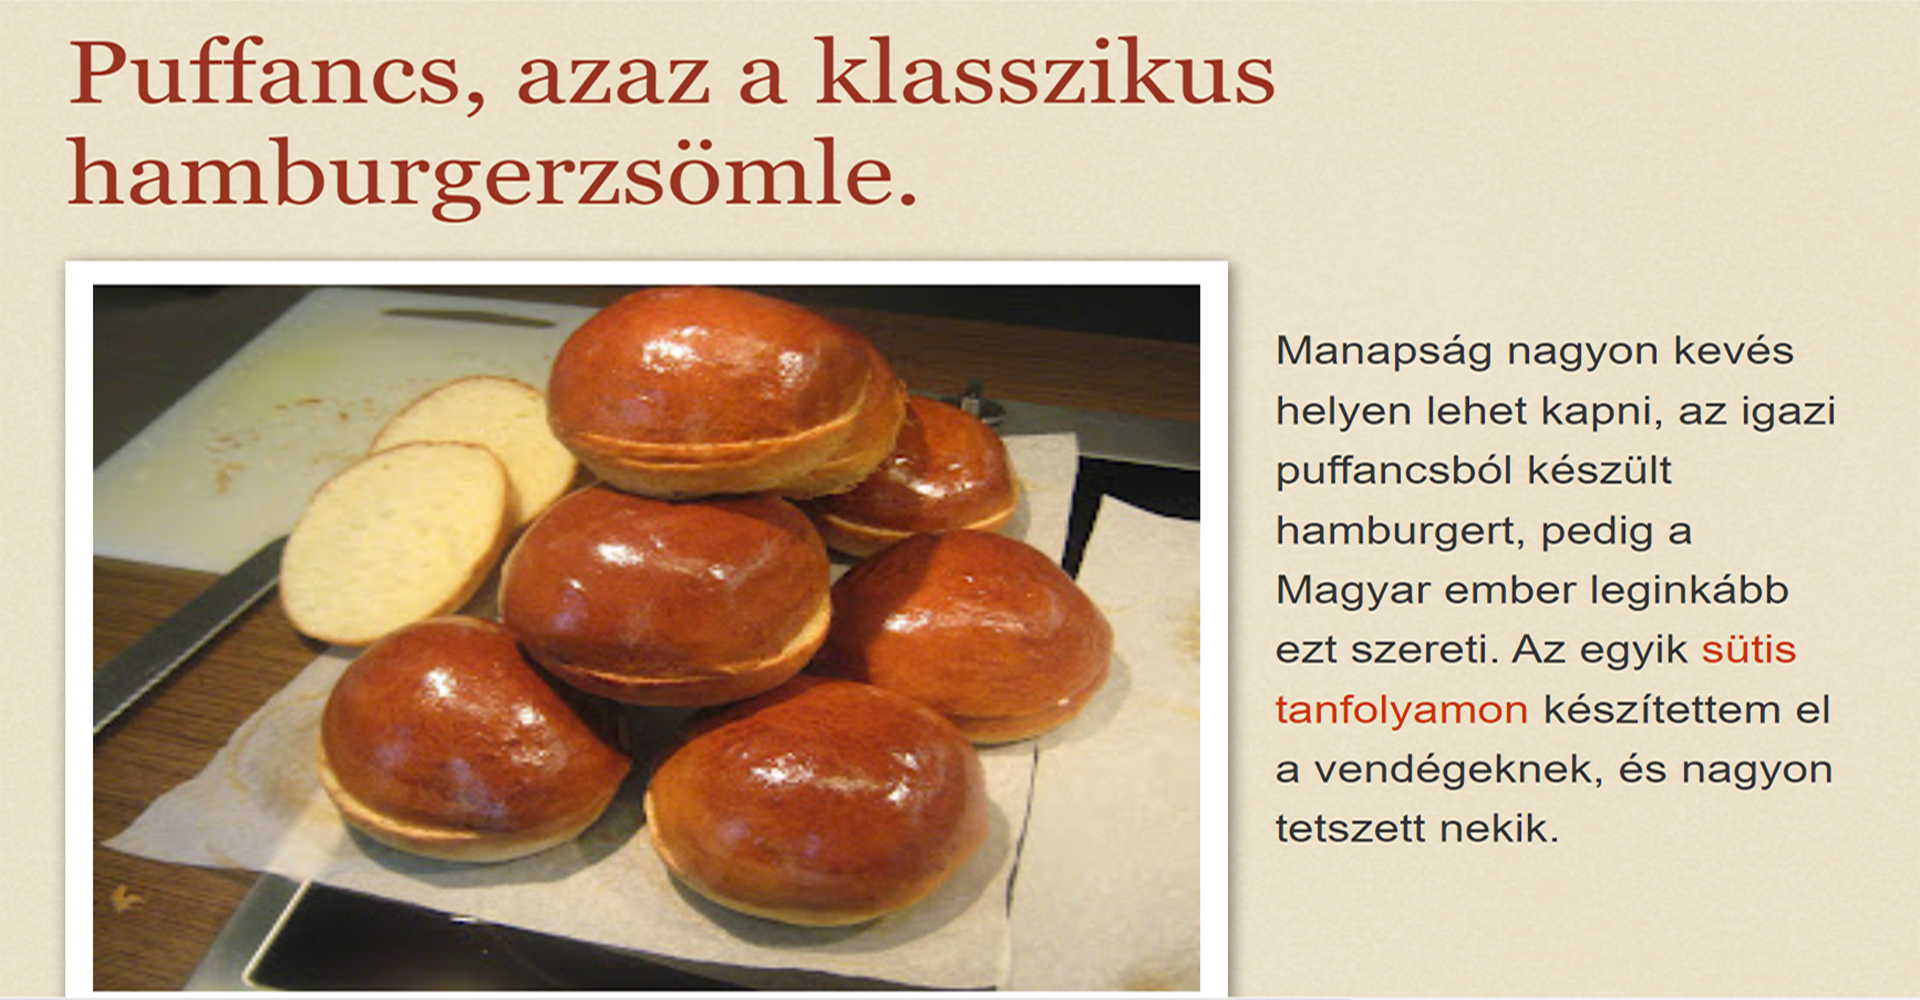 Puffancs, azaz a klasszikus
hamburgerzsömle.
Manapság nagyon kevés
helyen lehet kapni, az igazi
puffancsból készült
hamburgert, pedig a
Magyar ember leginkább
ezt szereti. Az egyik sütis
tanfolyamon készítettem el
a vendégeknek, és nagyon
tetszett nekik.